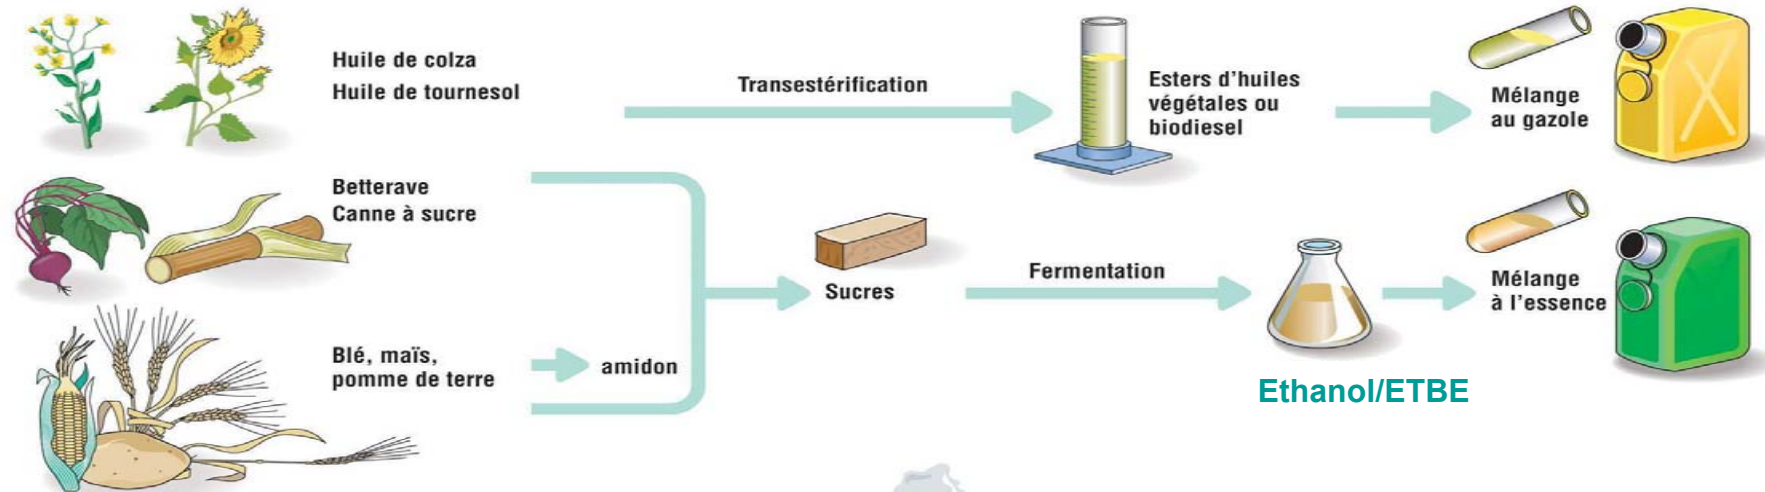 Huile de colza
Huile de tournesol
Transestérification
Esters d'huiles
végétales ou
biodiesel
Mélange
au gazole
Betterave
Canne à sucre
Sucres
Fermentation
Mélange
à l'essence
Blé, maïs,
pomme de terre
amidon
Ethanol/ETBE